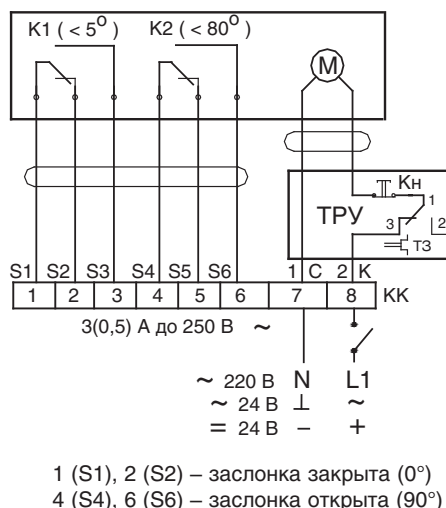 K1 ( < 5° ) K2 ( < 80° )
M
Кн
ТРУ 1
3 2
ТЗ
S1 S2 S3 S4 S5 S6 1 С 2 К
1 2 3 4 5 6 7 8 КК
3(0,5) А до 250 В ~
~ 220 В N L1
~ 24 В ⊥ ~
= 24 В – +
1 (S1), 2 (S2) – заслонка закрыта (0°)
4 (S4), 6 (S6) – заслонка открыта (90°)